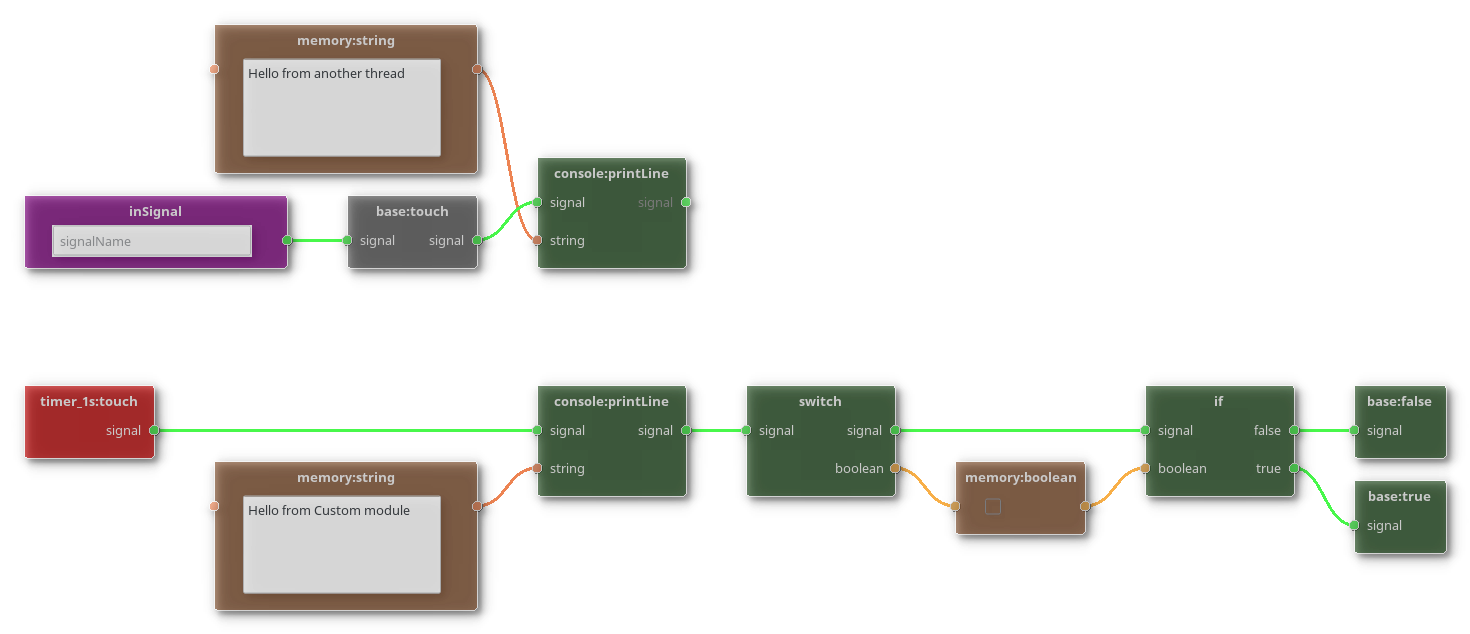 memory:string
Hello from another thread
console:printLine
signal signal
string
inSignal
signalName
base:touch
signal signal
timer_1s:touch
signal
console:printLine
signal signal
string
memory:string
Hello from Custom module
switch
signal signal
boolean
memory:boolean
if
signal false
boolean true
base:false
signal
base:true
signal